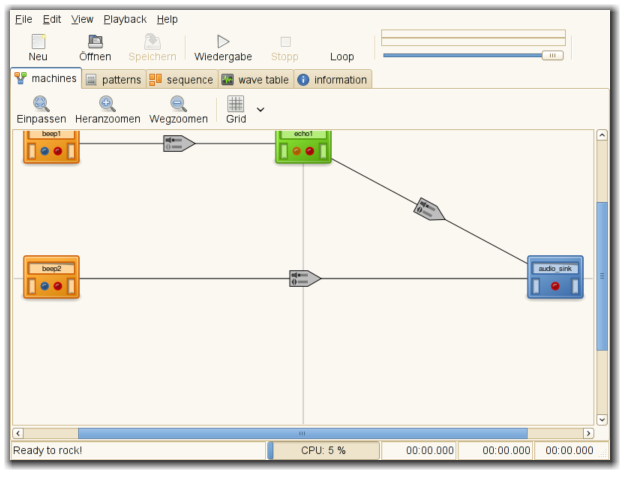 File Edit View Playback Help
Neu Öffnen Speichern Wiedergabe Stopp Loop
machines patterns sequence wave table information
Einpassen Heranzoomen Wegzoomen Grid
beep1 echo1
beep2 audio_sink
Ready to rock! CPU: 5 % 00:00.000 00:00.000 00:00.000